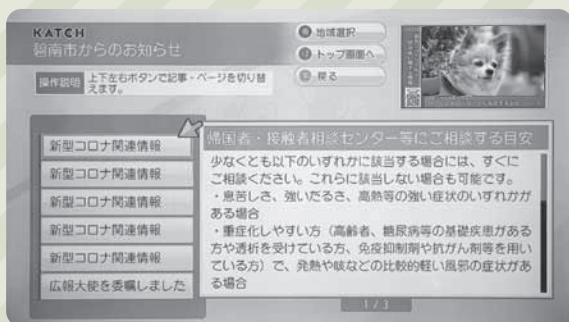 KATCH
碧南市からのお知らせ
地域選択
トップ画面へ
戻る
操作説明
上下左右ボタンで記事・ページを切り替
えます。
新型コロナ関連情報
新型コロナ関連情報
新型コロナ関連情報
新型コロナ関連情報
新型コロナ関連情報
広報大使を委嘱しました
帰国者・接触者相談センター等にご相談する目安
少なくとも以下のいずれかに該当する場合には、すぐに
ご相談ください。これらに該当しない場合も可能です。
・息苦しさ、強いだるさ、高熱等の強い症状のいずれかが
ある場合
・重症化しやすい方（高齢者、糖尿病等の基礎疾患がある
方や透析を受けている方、免疫抑制剤や抗がん剤等を用い
ている方）で、発熱や咳などの比較的軽い風邪の症状があ
る場合
1/3